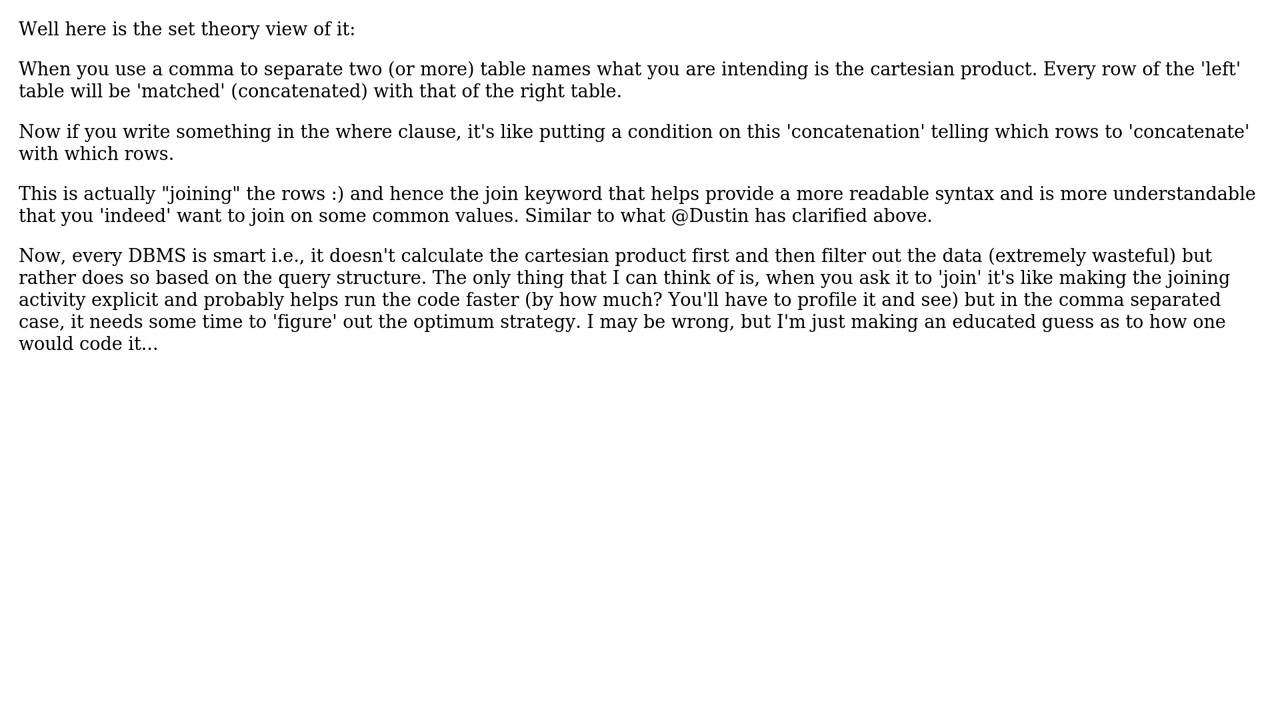 Well here is the set theory view of it:
When you use a comma to separate two (or more) table names what you are intending is the cartesian product. Every row of the 'left'
table will be 'matched' (concatenated) with that of the right table.
Now if you write something in the where clause, it's like putting a condition on this 'concatenation' telling which rows to 'concatenate'
with which rows.
This is actually "joining" the rows :) and hence the join keyword that helps provide a more readable syntax and is more understandable
that you 'indeed' want to join on some common values. Similar to what @Dustin has clarified above.
Now, every DBMS is smart i.e., it doesn't calculate the cartesian product first and then filter out the data (extremely wasteful) but
rather does so based on the query structure. The only thing that I can think of is, when you ask it to 'join' it's like making the joining
activity explicit and probably helps run the code faster (by how much? You'll have to profile it and see) but in the comma separated
case, it needs some time to 'figure' out the optimum strategy. I may be wrong, but I'm just making an educated guess as to how one
would code it...